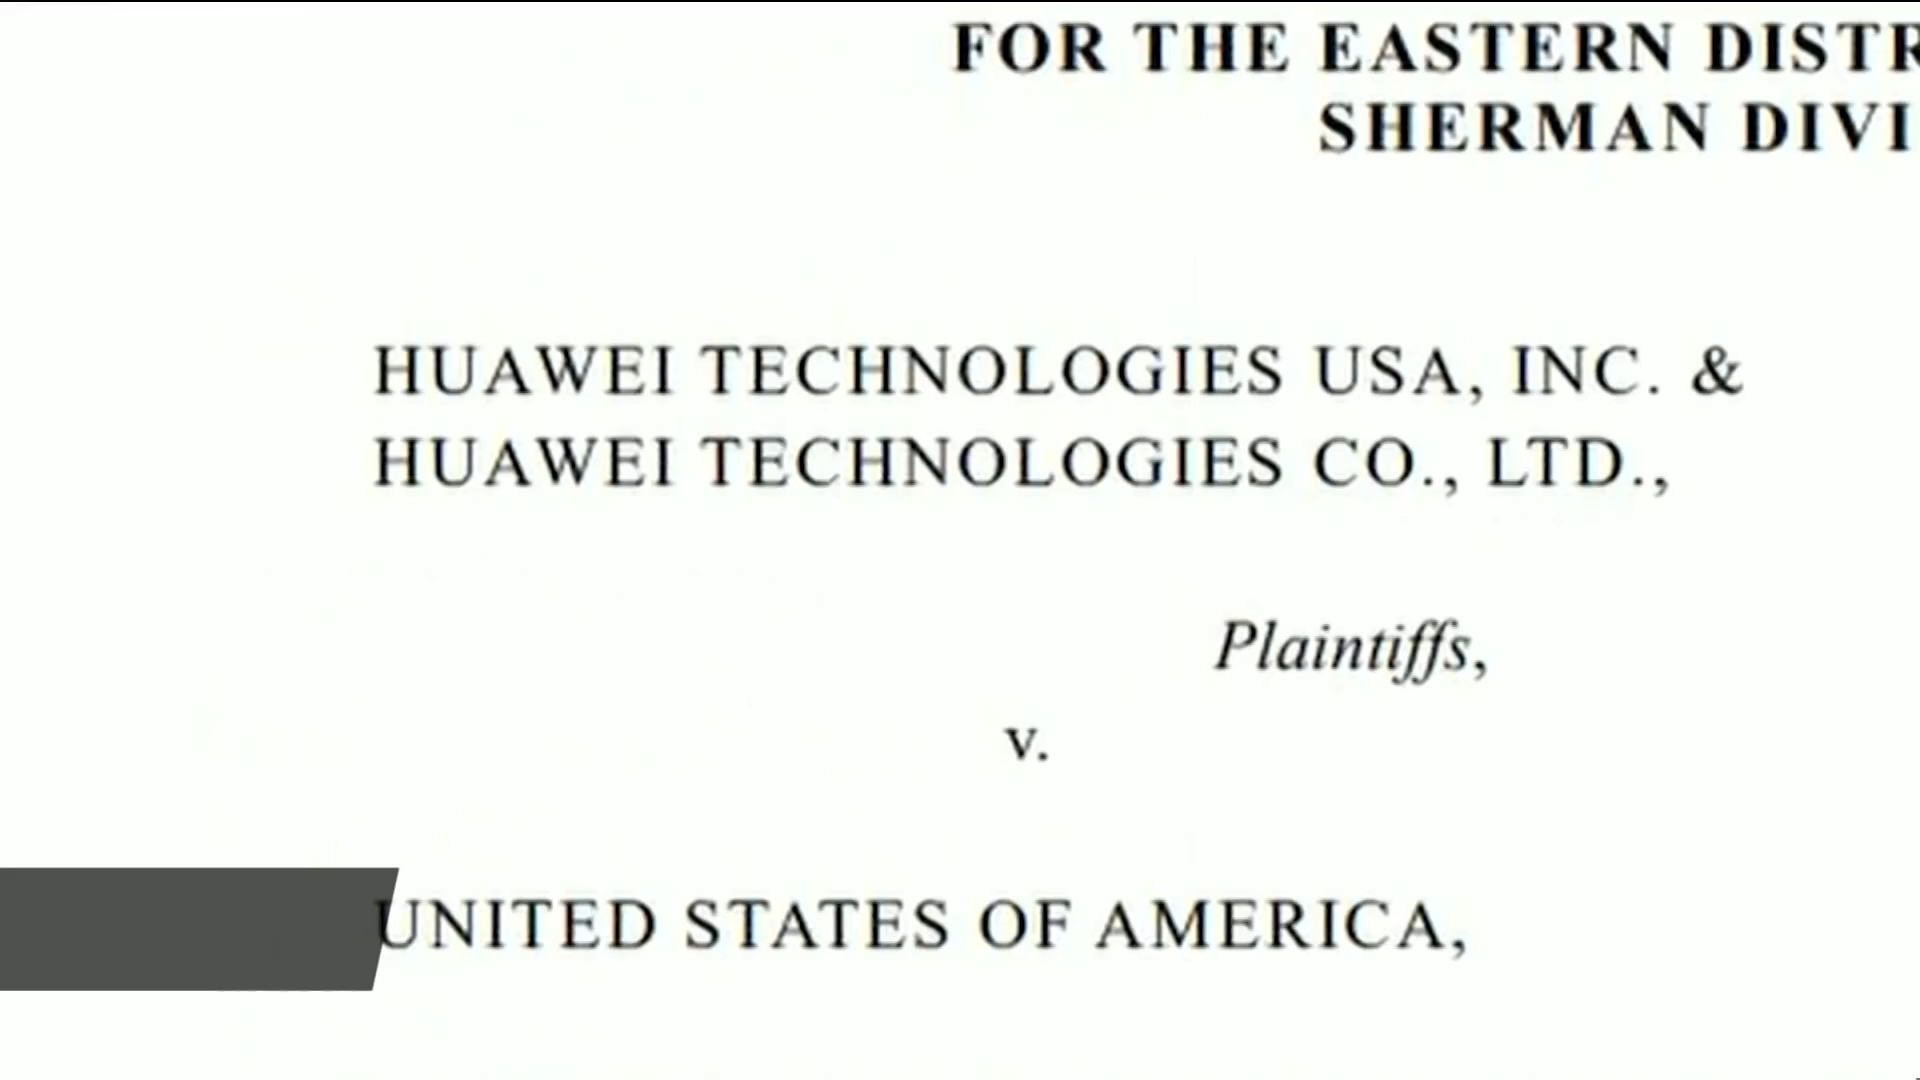 FOR THE EASTERN DISTR
SHERMAN DIVI
HUAWEI TECHNOLOGIES USA, INC. &
HUAWEI TECHNOLOGIES CO., LTD.,
Plaintiffs,
v.
UNITED STATES OF AMERICA,